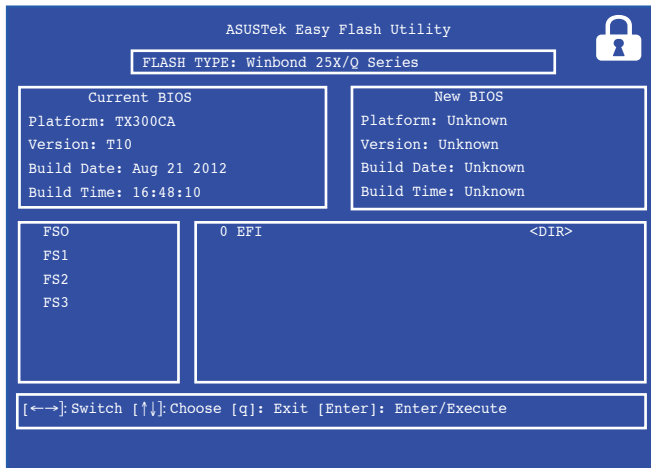 ASUSTek Easy Flash Utility
FLASH TYPE: Winbond 25X/Q Series
Current BIOS
Platform: TX300CA
Version: T10
Build Date: Aug 21 2012
Build Time: 16:48:10
New BIOS
Platform: Unknown
Version: Unknown
Build Date: Unknown
Build Time: Unknown
FSO
FS1
FS2
FS3
0 EFI <DIR>
[←→]: Switch [↑↓]: Choose [q]: Exit [Enter]: Enter/Execute